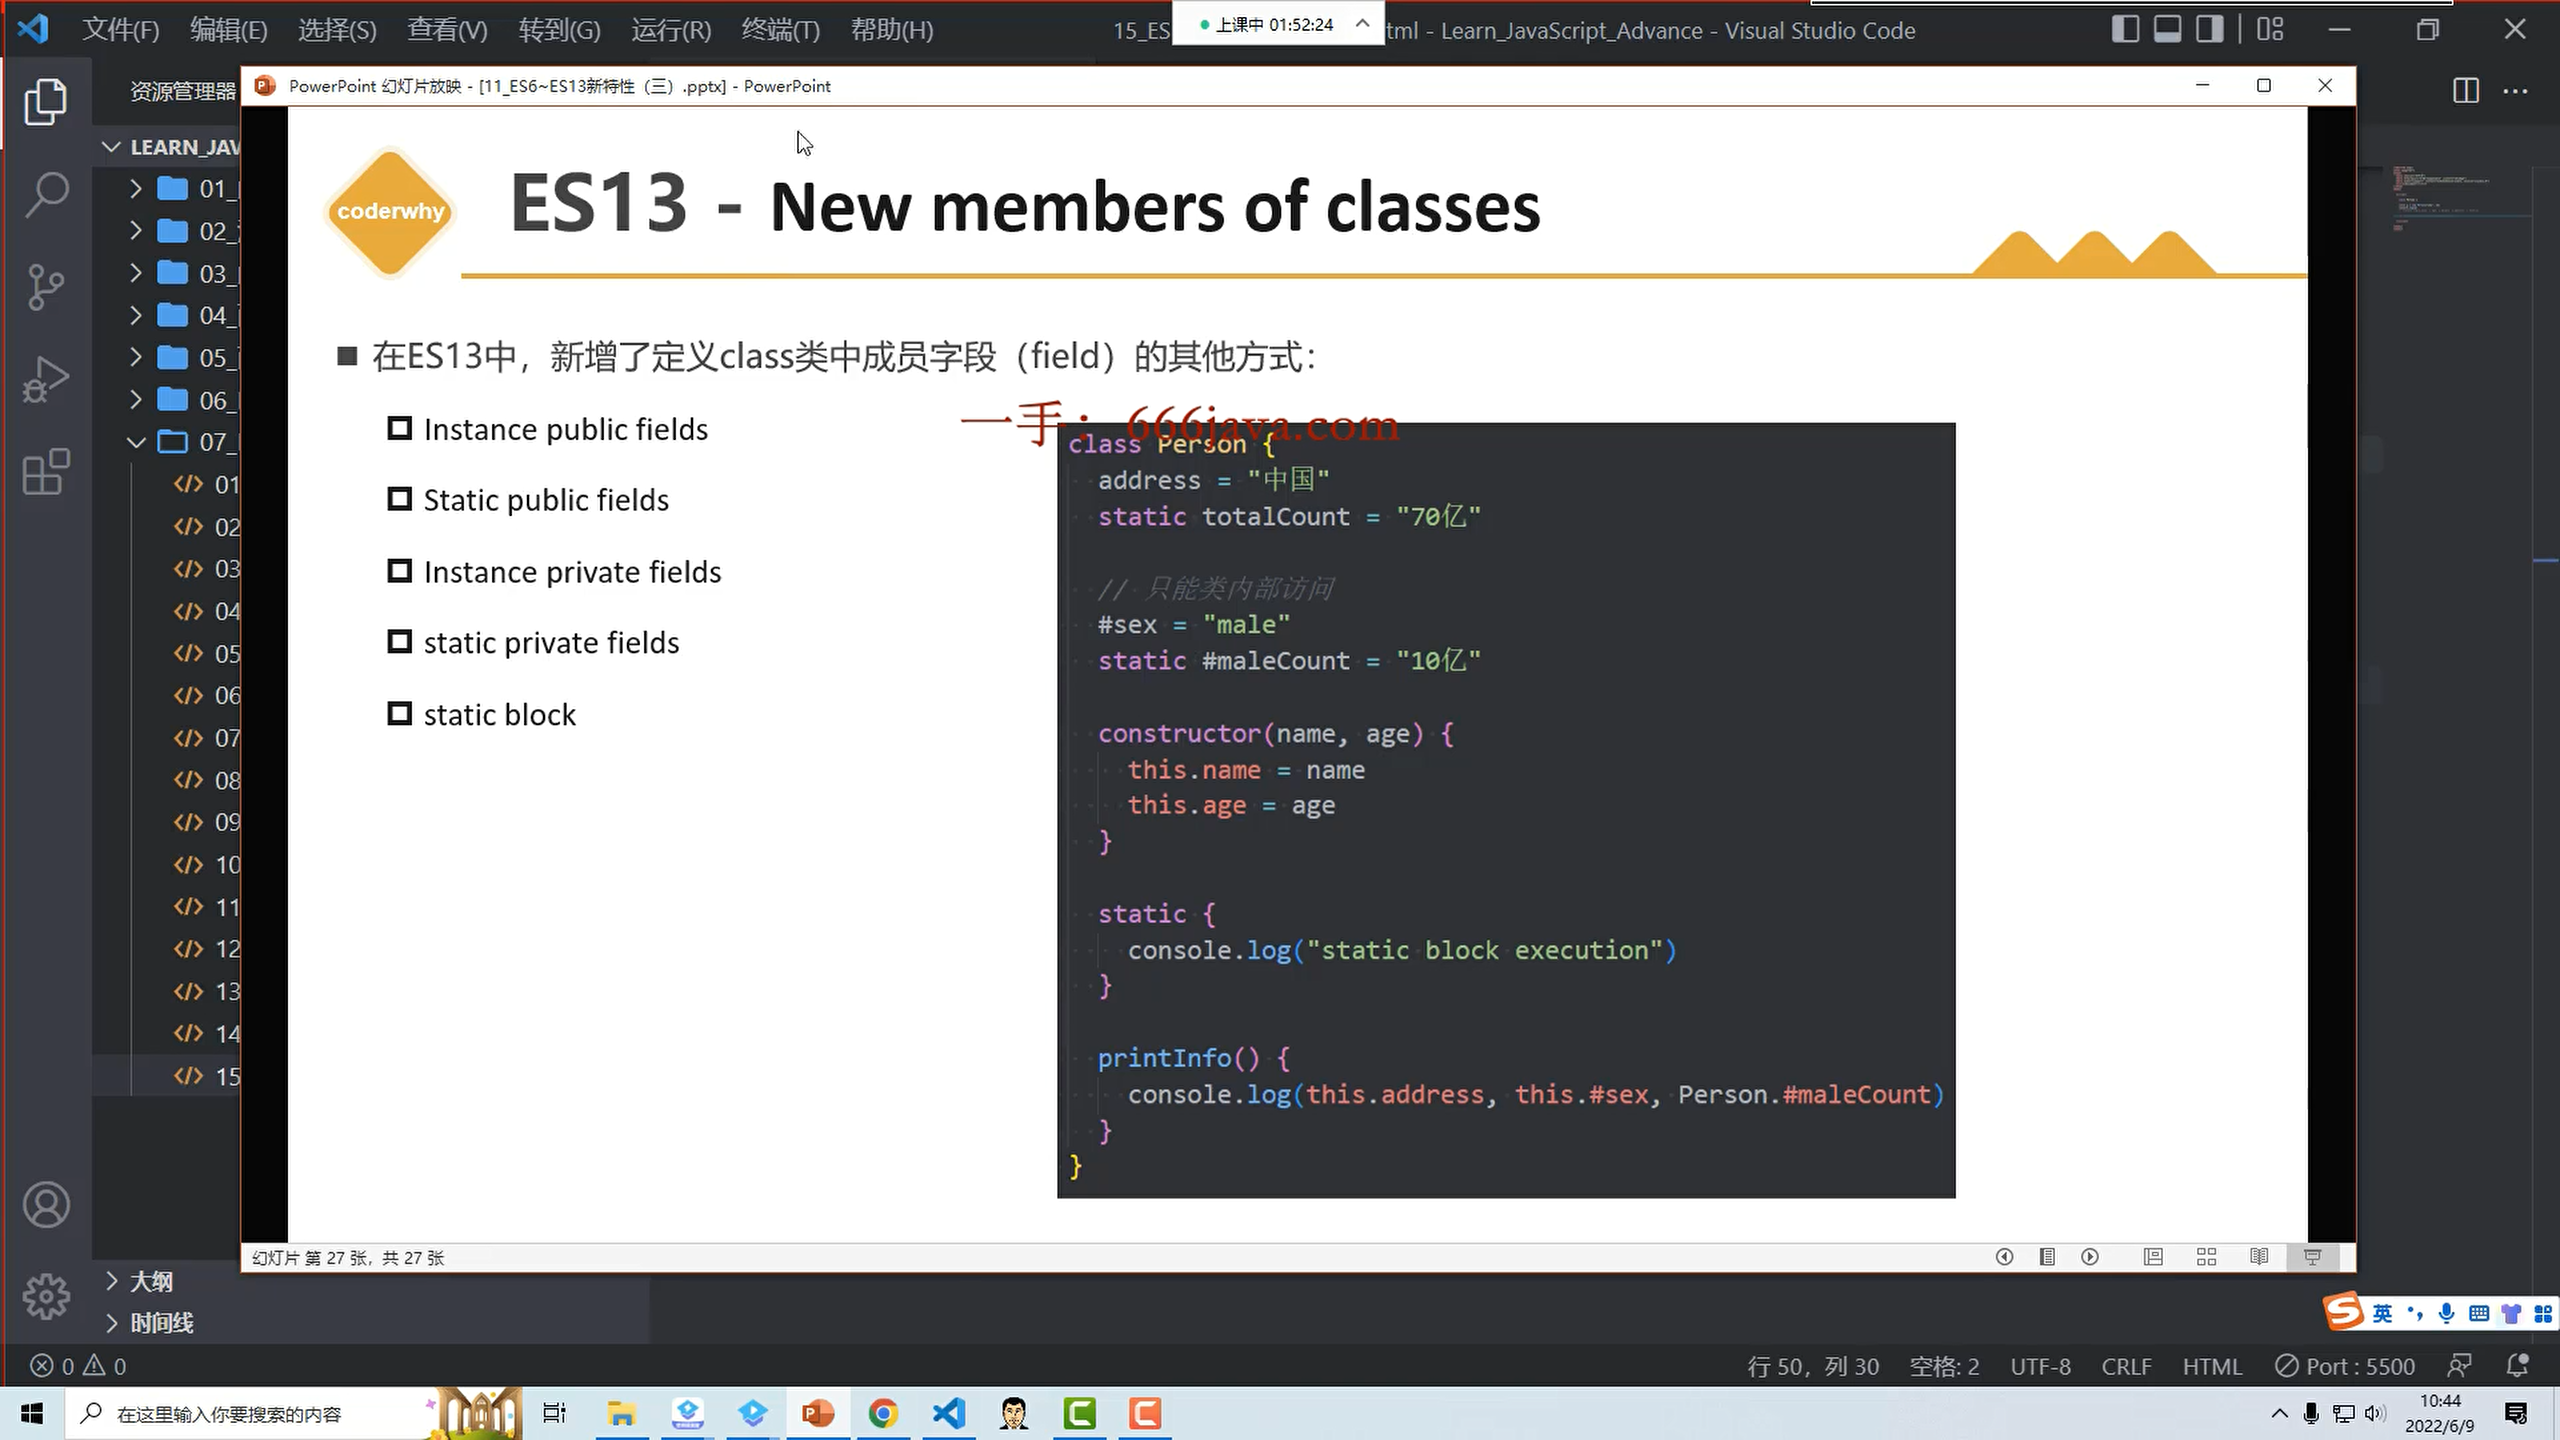 文件(F) 编辑(E) 选择(S) 查看(V) 转到(G) 运行(R) 终端(T) 帮助(H)
15_ES
上课中 01:52:24
tml - Learn_JavaScript_Advance - Visual Studio Code
资源管理器
PowerPoint 幻灯片放映 - [11_ES6~ES13新特性（三）.pptx] - PowerPoint
LEARN_JAV
01_
02_
03_
04_
05_
06_
07_
01
02
03
04
05
06
07
08
09
10
11
12
13
14
15
大纲
时间线
coderwhy
ES13 - New members of classes
在ES13中，新增了定义class类中成员字段（field）的其他方式：
Instance public fields
Static public fields
Instance private fields
static private fields
static block
一手：666java.com
class Person {
address = "中国"
static totalCount = "70亿"
// 只能类内部访问
#sex = "male"
static #maleCount = "10亿"
constructor(name, age) {
this.name = name
this.age = age
}
static {
console.log("static block execution")
}
printInfo() {
console.log(this.address, this.#sex, Person.#maleCount)
}
}
幻灯片 第 27 张，共 27 张
英
0 0
行 50，列 30 空格: 2 UTF-8 CRLF HTML Port : 5500
在这里输入你要搜索的内容
10:44
2022/6/9